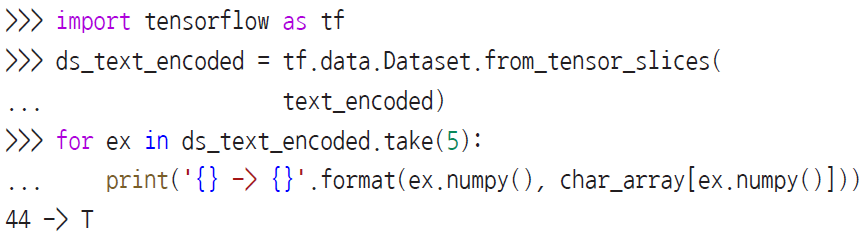 >>> import tensorflow as tf
>>> ds_text_encoded = tf.data.Dataset.from_tensor_slices(
...                   text_encoded)
>>> for ex in ds_text_encoded.take(5):
...     print('{} -> {}'.format(ex.numpy(), char_array[ex.numpy()]))
44 -> T